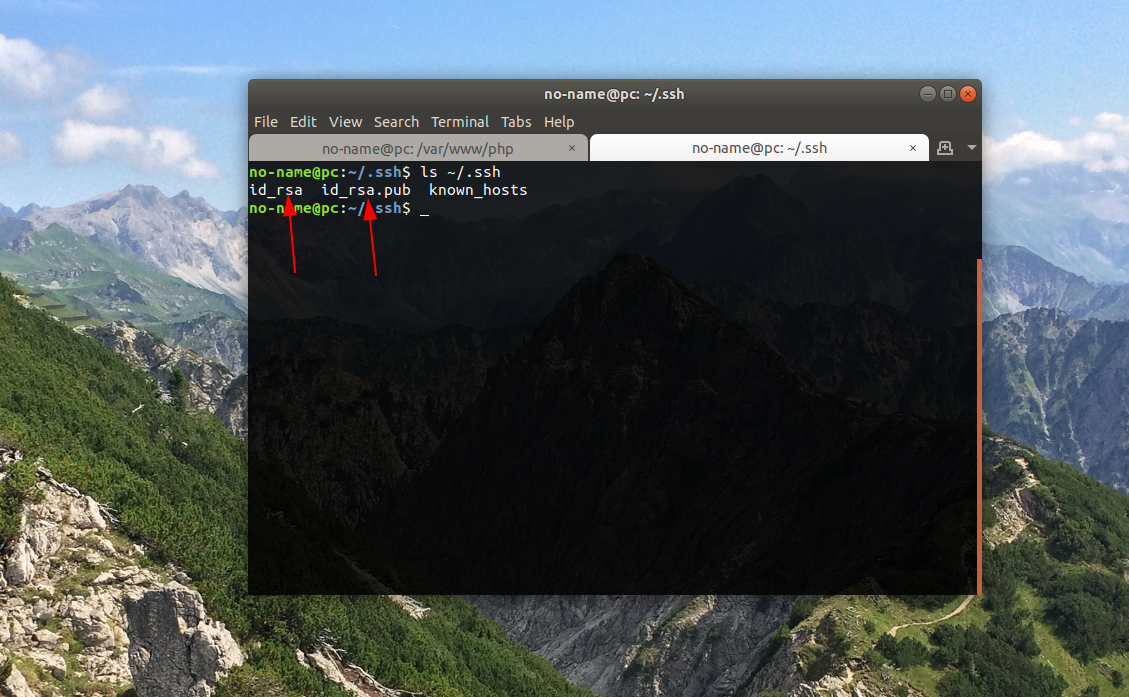 no-name@pc: ~/.ssh
File Edit View Search Terminal Tabs Help
no-name@pc: /var/www/php × no-name@pc: ~/.ssh ×
no-name@pc:~/.ssh$ ls ~/.ssh
id_rsa id_rsa.pub known_hosts
no-name@pc:~/.ssh$ _